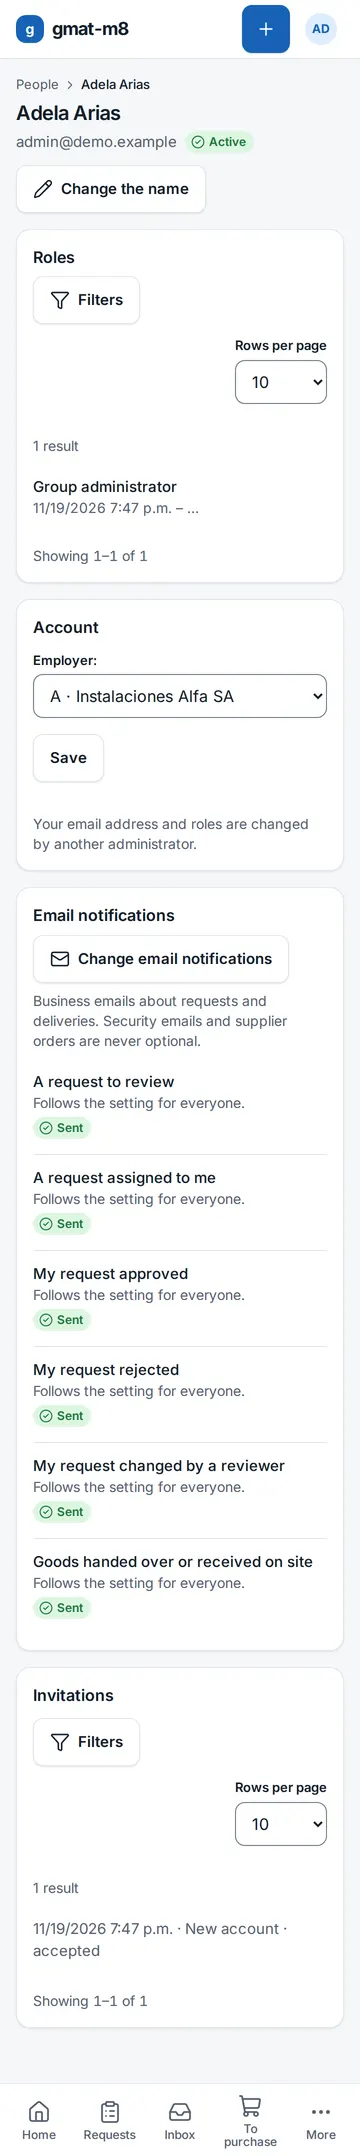 g gmat-m8 + AD
People > Adela Arias
Adela Arias
admin@demo.example Active
Change the name
Roles
Filters
Rows per page
10
1 result
Group administrator
11/19/2026 7:47 p.m. – ...
Showing 1–1 of 1
Account
Employer:
A · Instalaciones Alfa SA
Save
Your email address and roles are changed
by another administrator.
Email notifications
Change email notifications
Business emails about requests and
deliveries. Security emails and supplier
orders are never optional.
A request to review
Follows the setting for everyone.
Sent
A request assigned to me
Follows the setting for everyone.
Sent
My request approved
Follows the setting for everyone.
Sent
My request rejected
Follows the setting for everyone.
Sent
My request changed by a reviewer
Follows the setting for everyone.
Sent
Goods handed over or received on site
Follows the setting for everyone.
Sent
Invitations
Filters
Rows per page
10
1 result
11/19/2026 7:47 p.m. · New account ·
accepted
Showing 1–1 of 1
Home Requests Inbox To purchase More